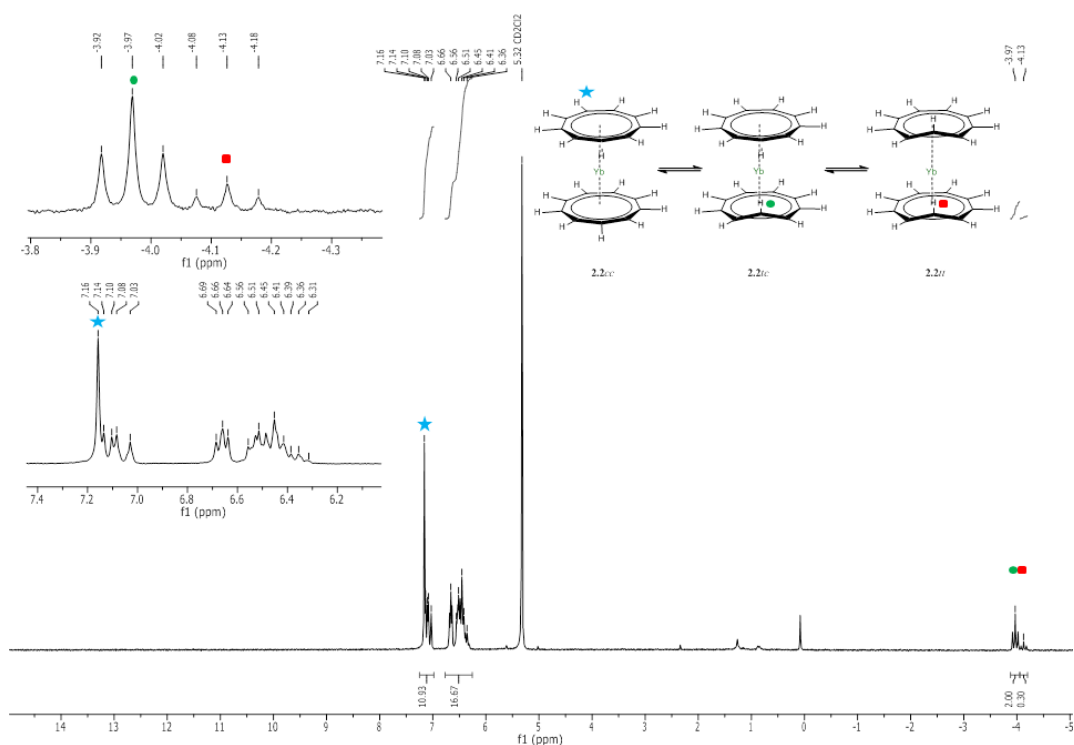 -3.92 -3.97 -4.02 -4.08 -4.13 -4.18
7.16 7.14 7.10 7.08 7.03 6.66 6.56 6.51 6.45 6.41 6.36 5.32 CD2Cl2
-3.97 -4.13
H H H H H H H H H
H H H H H H H H
H H H H H H H H
Yb Yb Yb
H H H H H H H H H
H H H H H H H H
H H H H H H H
2.2cc 2.2tc 2.2tt
-3.8 -3.9 -4.0 -4.1 -4.2 -4.3
f1 (ppm)
7.16 7.14 7.10 7.08 7.03 6.69 6.66 6.64 6.56 6.51 6.45 6.41 6.39 6.36 6.31
7.4 7.2 7.0 6.8 6.6 6.4 6.2
f1 (ppm)
10.93 16.67 2.00 0.30
14 13 12 11 10 9 8 7 6 5 4 3 2 1 0 -1 -2 -3 -4 -5
f1 (ppm)